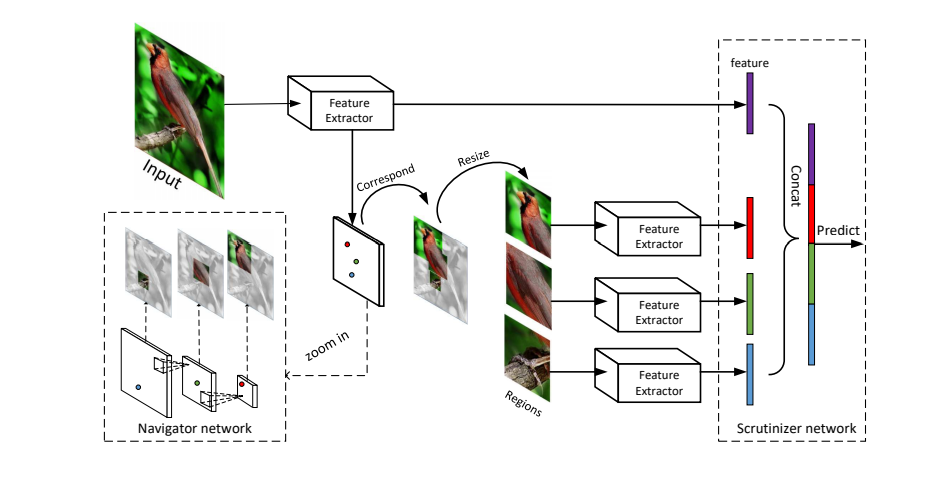 Input
Feature
Extractor
Correspond
Resize
zoom in
Navigator network
Regions
Feature
Extractor
Feature
Extractor
Feature
Extractor
feature
Concat
Predict
Scrutinizer network